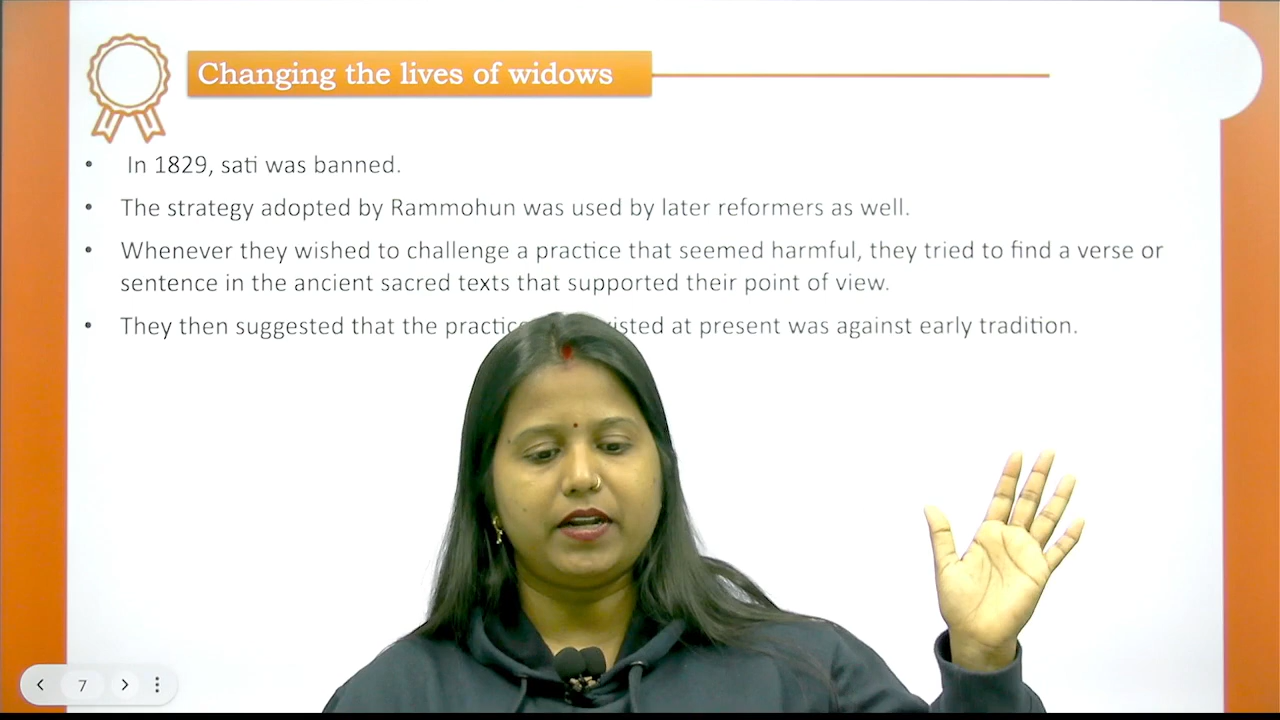 Changing the lives of widows
• In 1829, sati was banned.
• The strategy adopted by Rammohun was used by later reformers as well.
• Whenever they wished to challenge a practice that seemed harmful, they tried to find a verse or
sentence in the ancient sacred texts that supported their point of view.
• They then suggested that the practice at present was against early tradition.
7